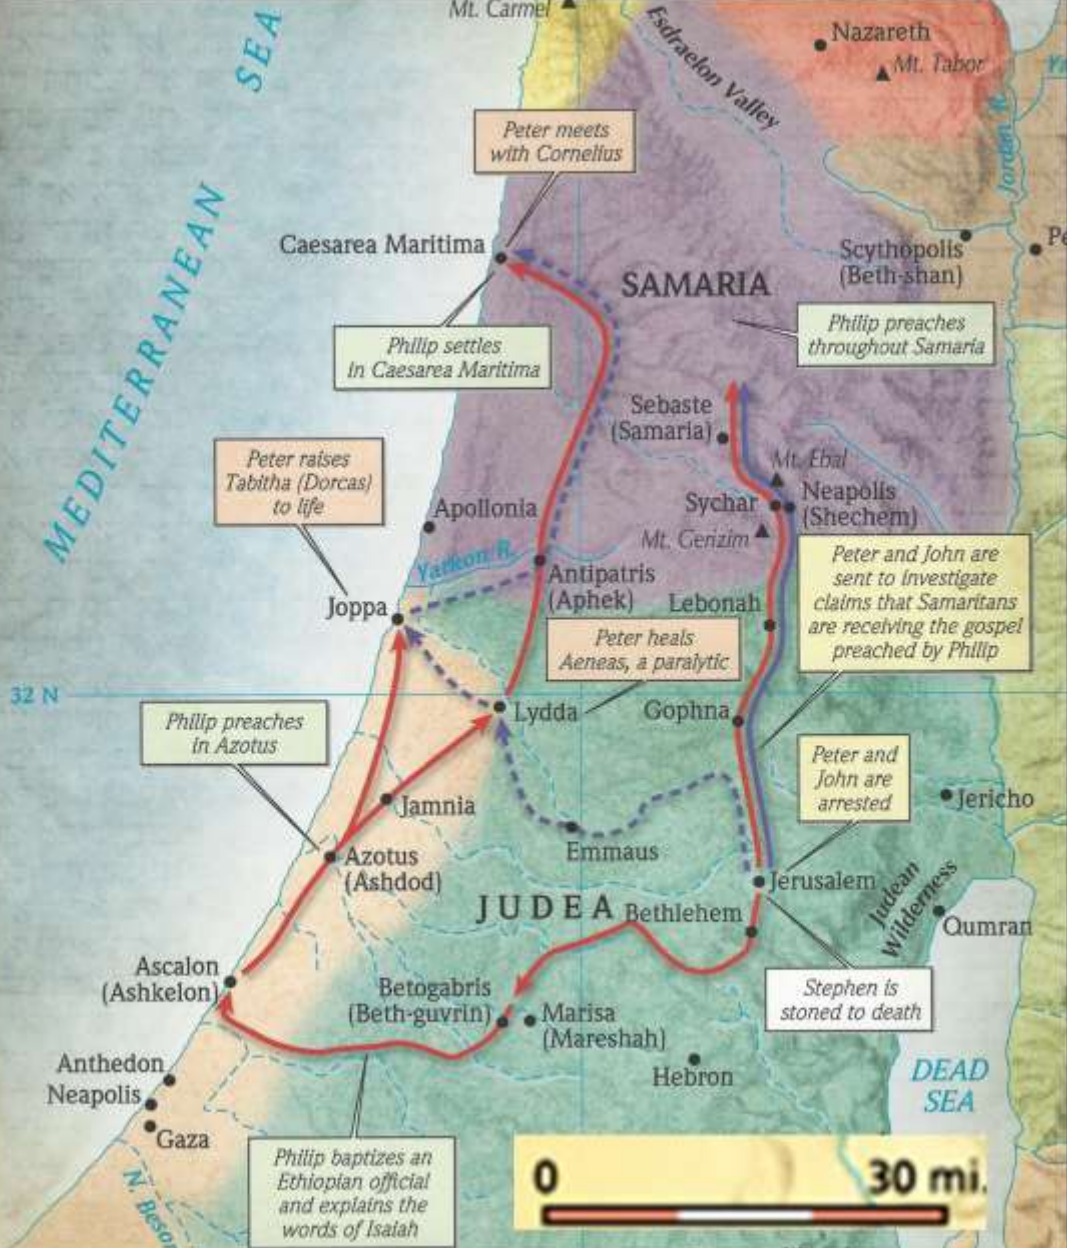 Mt. Carmel
SEA
Esdraelon Valley
Nazareth
Mt. Tabor
Jordan R.
Peter meets
with Cornelius
MEDITERRANEAN
Caesarea Maritima
SAMARIA
Scythopolis
(Beth-shan)
Philip settles
in Caesarea Maritima
Philip preaches
throughout Samaria
Sebaste
(Samaria)
Peter raises
Tabitha (Dorcas)
to life
Mt. Ebal
Sychar
Neapolis
(Shechem)
Apollonia
Mt. Gerizim
Yarkon R.
Antipatris
(Aphek)
Peter and John are
sent to investigate
claims that Samaritans
are receiving the gospel
preached by Philip
Joppa
Lebonah
Peter heals
Aeneas, a paralytic
32 N
Lydda
Gophna
Philip preaches
in Azotus
Peter and
John are
arrested
Jamnia
Jericho
Emmaus
Azotus
(Ashdod)
Jerusalem
Judean
Wilderness
JUDEA
Bethlehem
Qumran
Ascalon
(Ashkelon)
Betogabris
(Beth-guvrin)
Marisa
(Mareshah)
Stephen is
stoned to death
Anthedon
Neapolis
Gaza
Hebron
DEAD
SEA
Philip baptizes an
Ethiopian official
and explains the
words of Isaiah
0
30 mi.